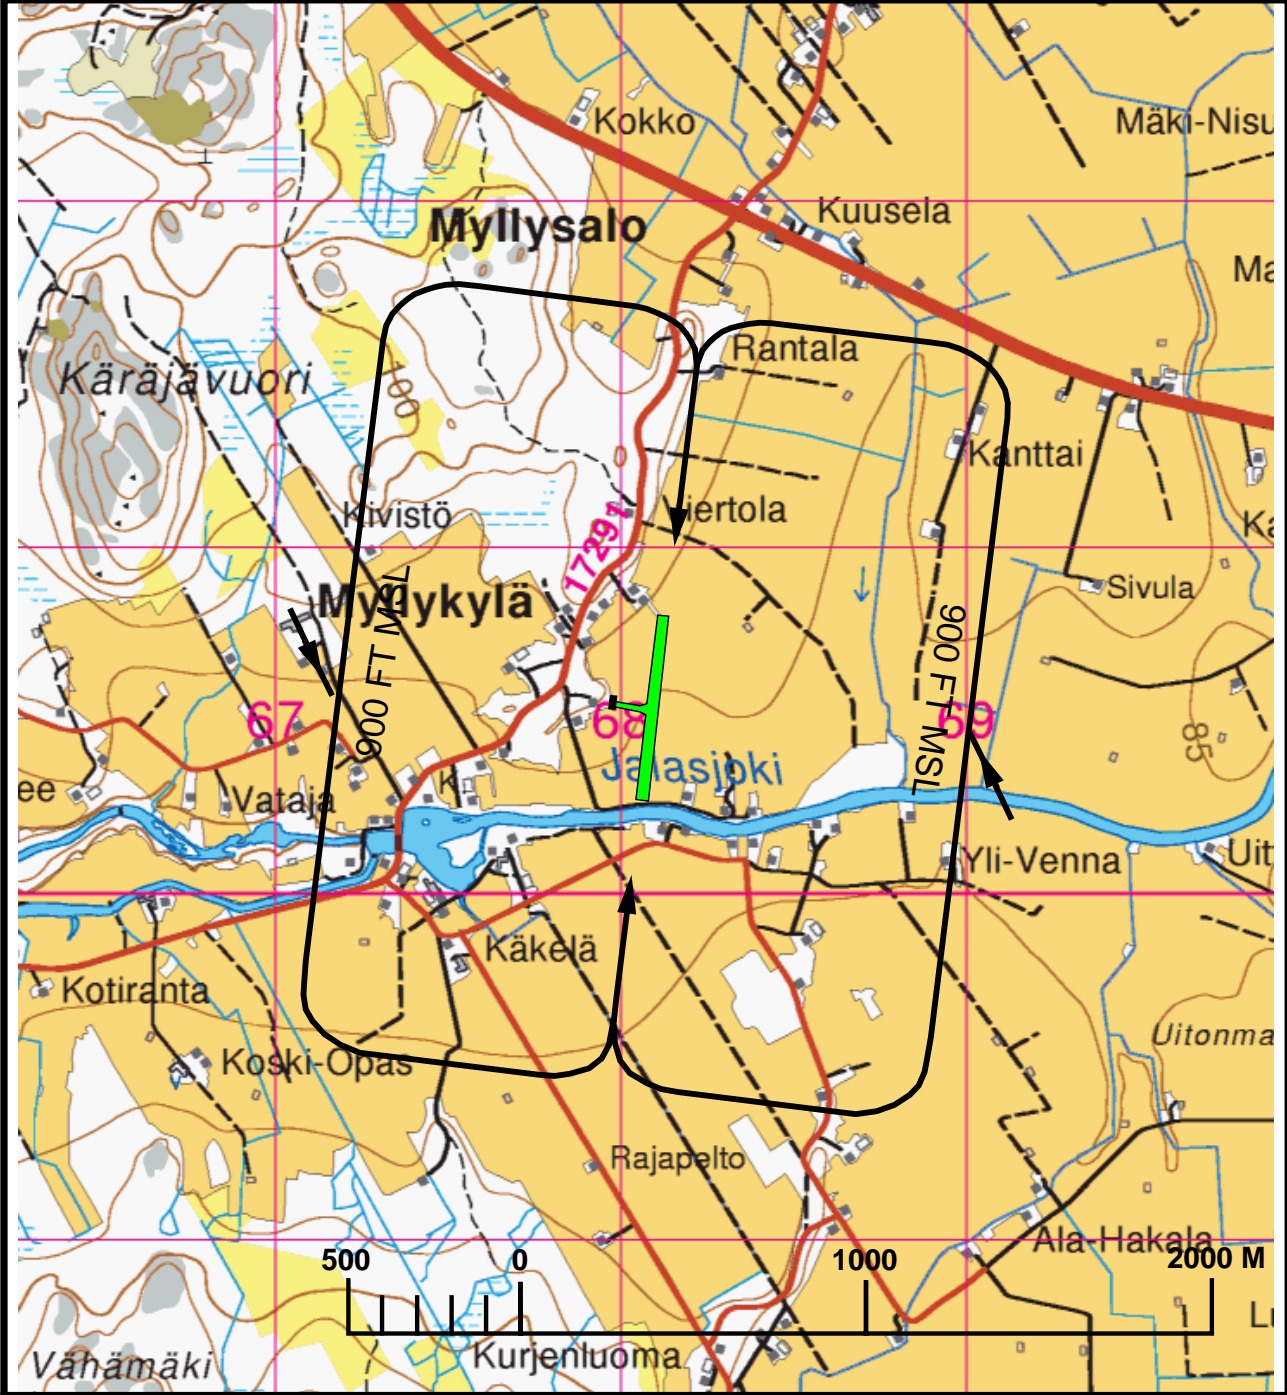 Kokko
Mäki-Nisu
Myllysalo
Kuusela
Ma
Käräjävuori
100
Rantala
Kanttai
Kivistö
17291
iertola
Ka
Myllykylä
900 FT MSL
900 FT MSL
Sivula
67
68
69
85
Jalasjoki
ee
Vataja
K.
Yli-Venna
Uit
Käkelä
Kotiranta
Koski-Opas
Uitonma
Rajapelto
Ala-Hakala
500
0
1000
2000 M
Vähämäki
Kurjenluoma